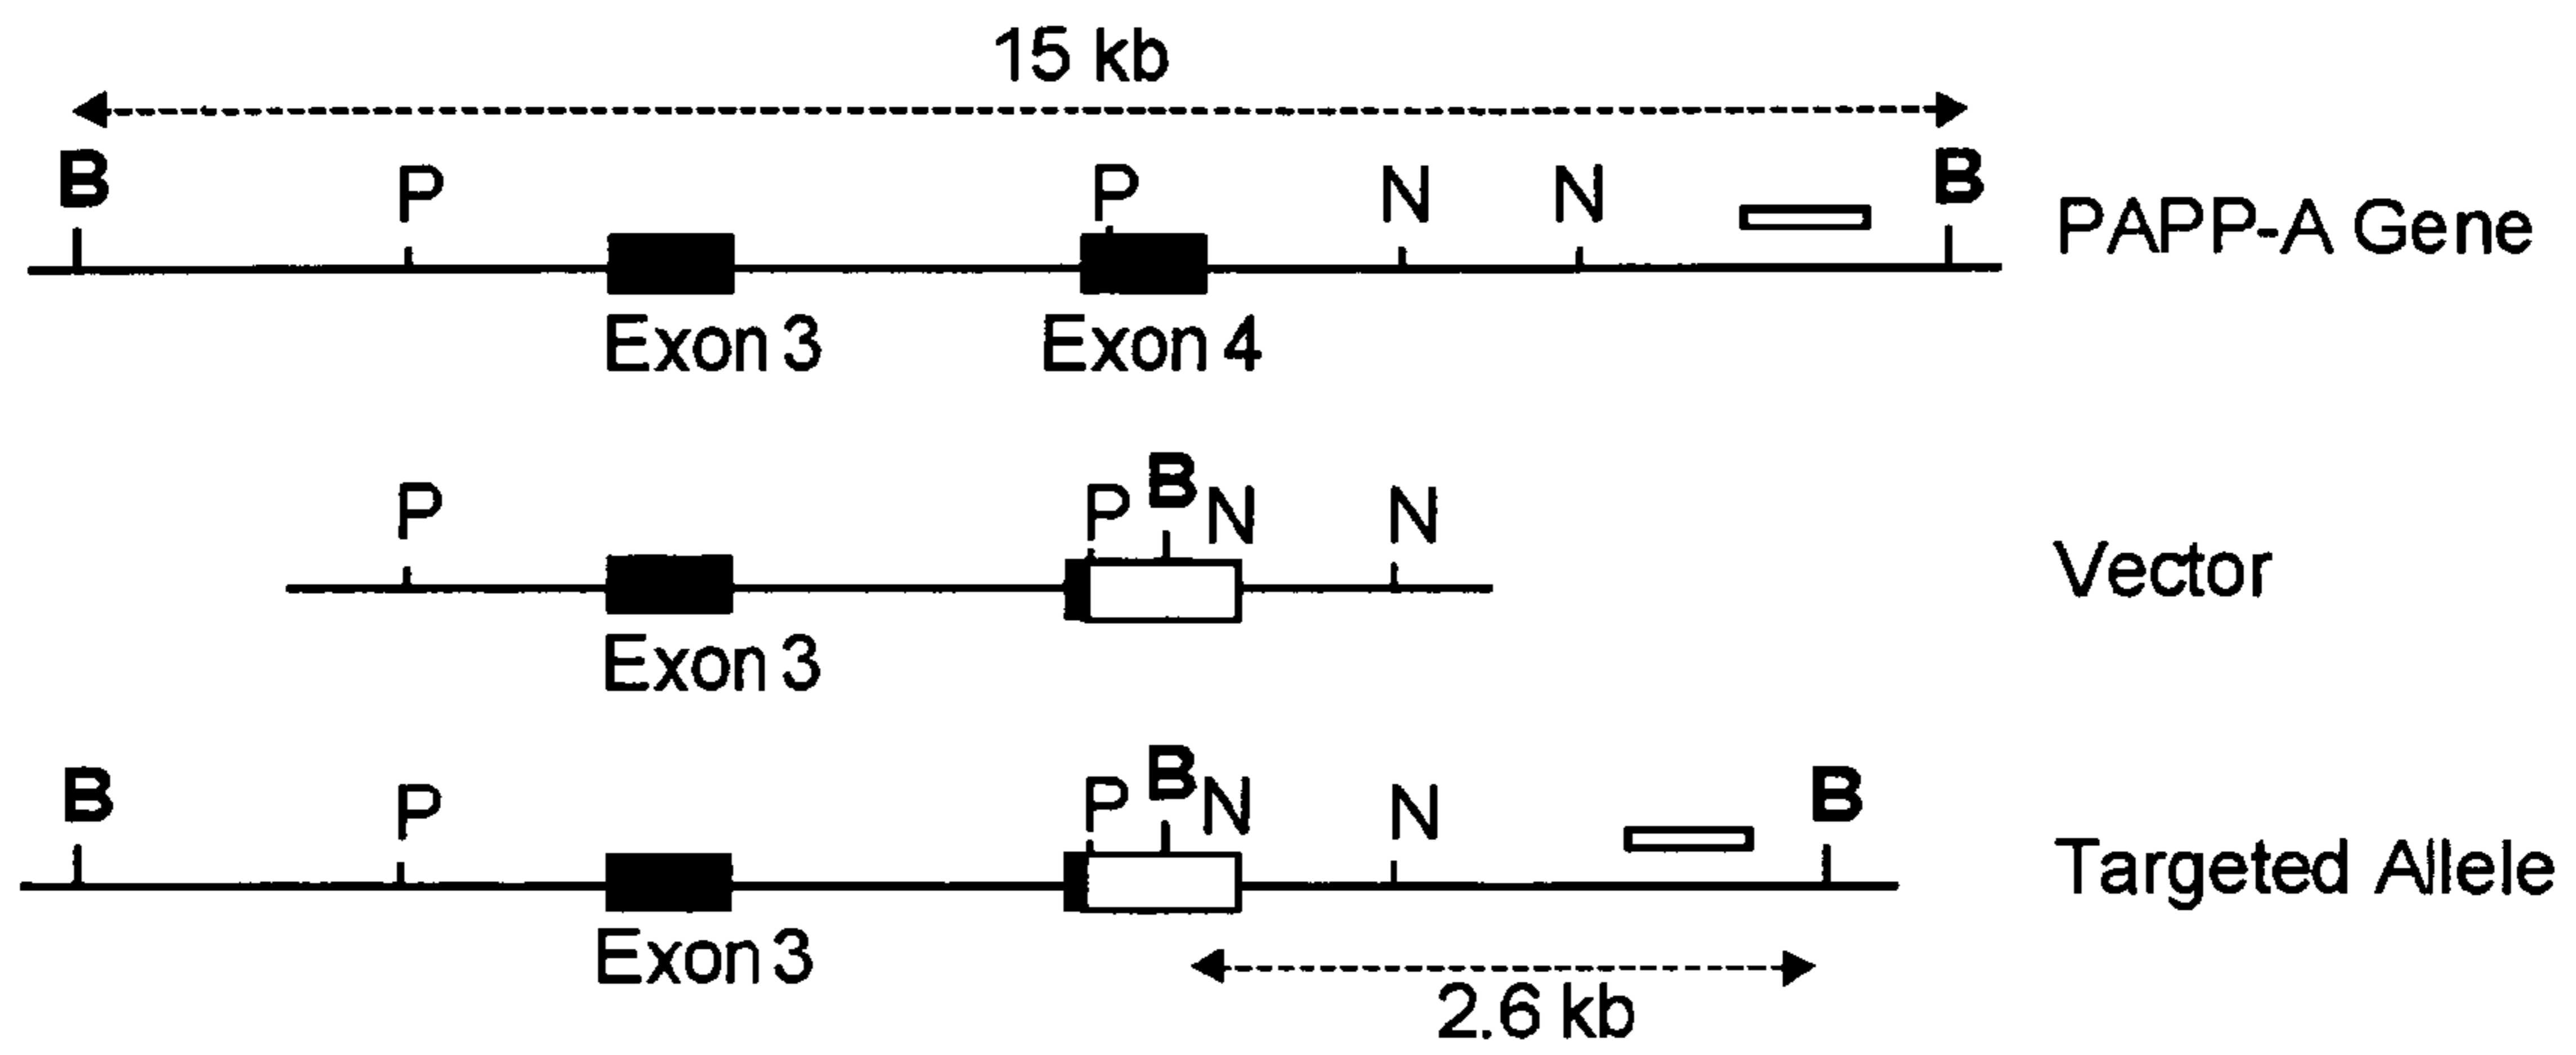 15 kb
B P P N N B
PAPP-A Gene
Exon 3 Exon 4
P P B N N
Vector
Exon 3
B P P B N N B
Targeted Allele
Exon 3
2.6 kb